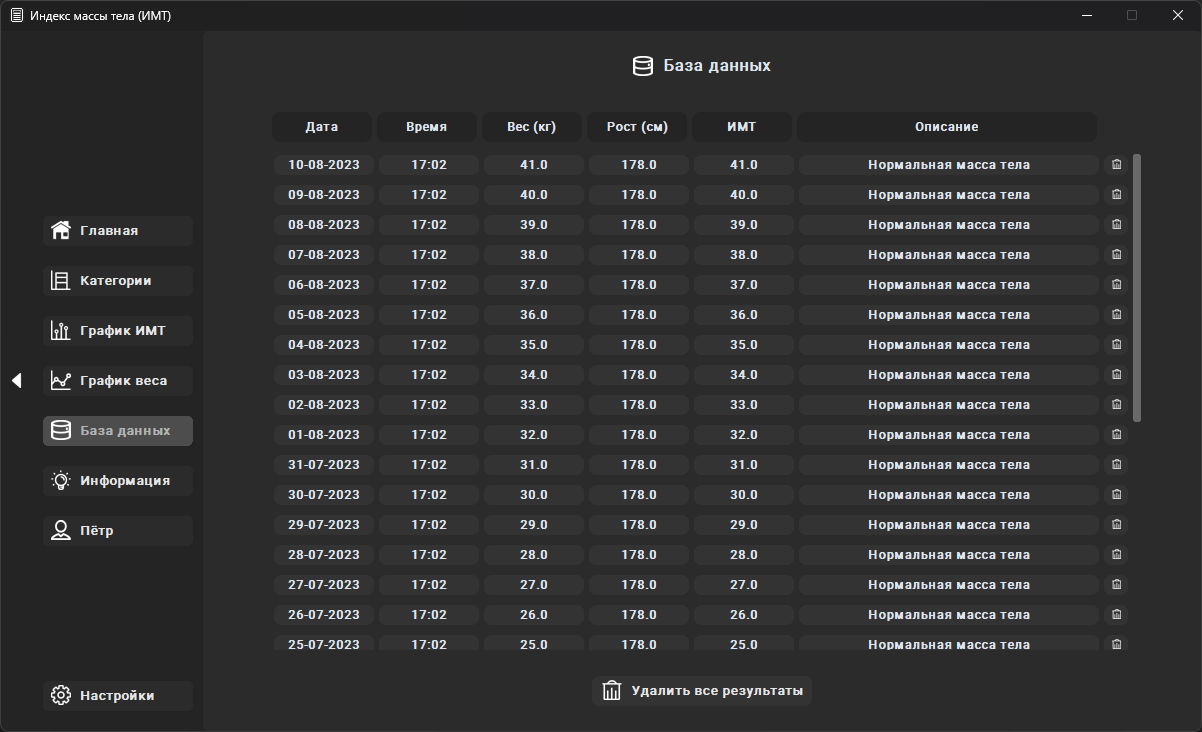 Индекс массы тела (ИМТ)
База данных
Дата Время Вес (кг) Рост (см) ИМТ Описание
10-08-2023 17:02 41.0 178.0 41.0 Нормальная масса тела
09-08-2023 17:02 40.0 178.0 40.0 Нормальная масса тела
08-08-2023 17:02 39.0 178.0 39.0 Нормальная масса тела
07-08-2023 17:02 38.0 178.0 38.0 Нормальная масса тела
06-08-2023 17:02 37.0 178.0 37.0 Нормальная масса тела
05-08-2023 17:02 36.0 178.0 36.0 Нормальная масса тела
04-08-2023 17:02 35.0 178.0 35.0 Нормальная масса тела
03-08-2023 17:02 34.0 178.0 34.0 Нормальная масса тела
02-08-2023 17:02 33.0 178.0 33.0 Нормальная масса тела
01-08-2023 17:02 32.0 178.0 32.0 Нормальная масса тела
31-07-2023 17:02 31.0 178.0 31.0 Нормальная масса тела
30-07-2023 17:02 30.0 178.0 30.0 Нормальная масса тела
29-07-2023 17:02 29.0 178.0 29.0 Нормальная масса тела
28-07-2023 17:02 28.0 178.0 28.0 Нормальная масса тела
27-07-2023 17:02 27.0 178.0 27.0 Нормальная масса тела
26-07-2023 17:02 26.0 178.0 26.0 Нормальная масса тела
25-07-2023 17:02 25.0 178.0 25.0 Нормальная масса тела
Удалить все результаты
Главная
Категории
График ИМТ
График веса
База данных
Информация
Пётр
Настройки